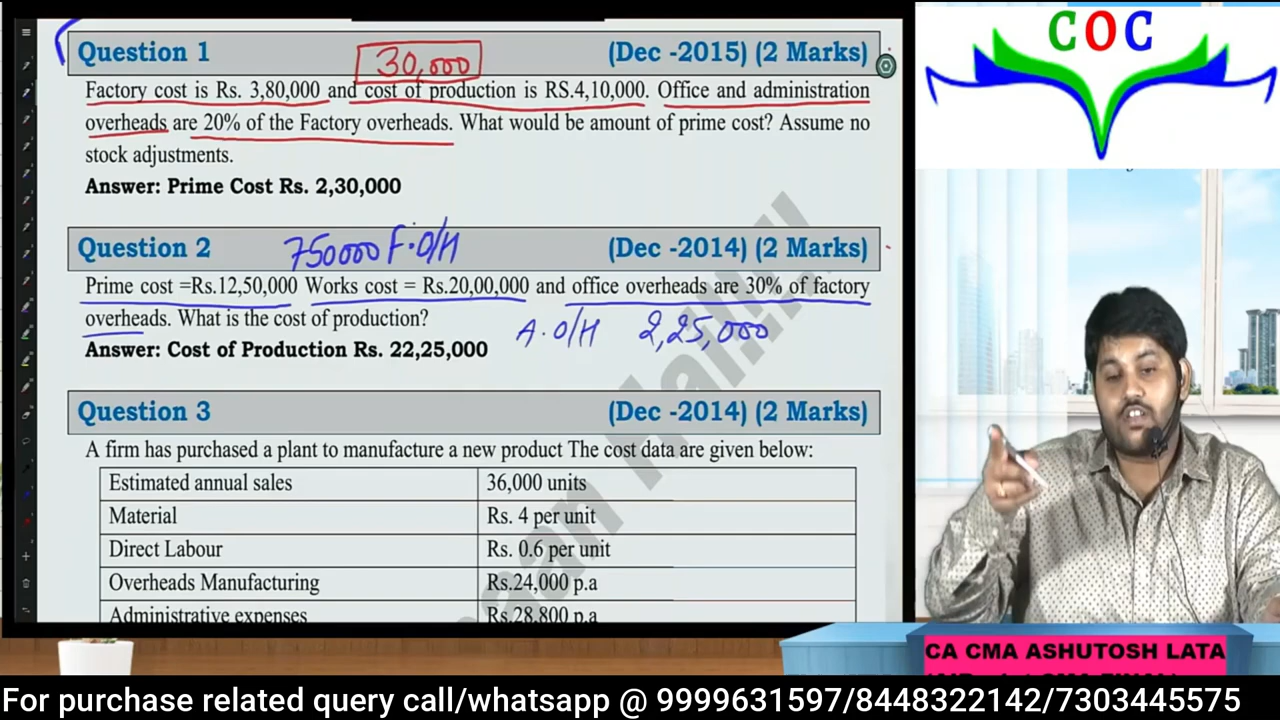 COC
Question 1 30,000 (Dec -2015) (2 Marks)
Factory cost is Rs. 3,80,000 and cost of production is RS.4,10,000. Office and administration
overheads are 20% of the Factory overheads. What would be amount of prime cost? Assume no
stock adjustments.
Answer: Prime Cost Rs. 2,30,000
Question 2 750000 F.O/H (Dec -2014) (2 Marks)
Prime cost =Rs.12,50,000 Works cost = Rs.20,00,000 and office overheads are 30% of factory
overheads. What is the cost of production? A.O/H 2,25,000
Answer: Cost of Production Rs. 22,25,000
Question 3 (Dec -2014) (2 Marks)
A firm has purchased a plant to manufacture a new product The cost data are given below:
Estimated annual sales 36,000 units
Material Rs. 4 per unit
Direct Labour Rs. 0.6 per unit
Overheads Manufacturing Rs.24,000 p.a
Administrative expenses Rs.28,800 p.a
CA CMA ASHUTOSH LATA
For purchase related query call/whatsapp @ 9999631597/8448322142/7303445575